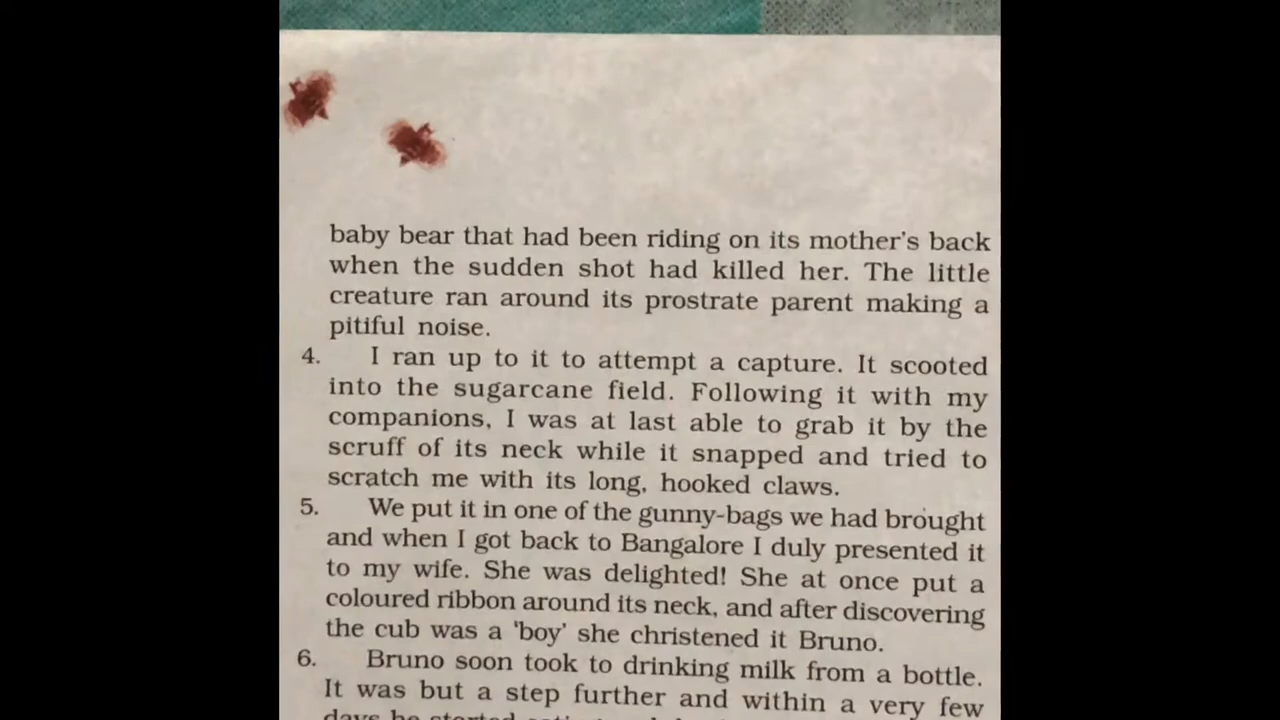 baby bear that had been riding on its mother's back
when the sudden shot had killed her. The little
creature ran around its prostrate parent making a
pitiful noise.
4. I ran up to it to attempt a capture. It scooted
into the sugarcane field. Following it with my
companions, I was at last able to grab it by the
scruff of its neck while it snapped and tried to
scratch me with its long, hooked claws.
5. We put it in one of the gunny-bags we had brought
and when I got back to Bangalore I duly presented it
to my wife. She was delighted! She at once put a
coloured ribbon around its neck, and after discovering
the cub was a 'boy' she christened it Bruno.
6. Bruno soon took to drinking milk from a bottle.
It was but a step further and within a very few
days he started